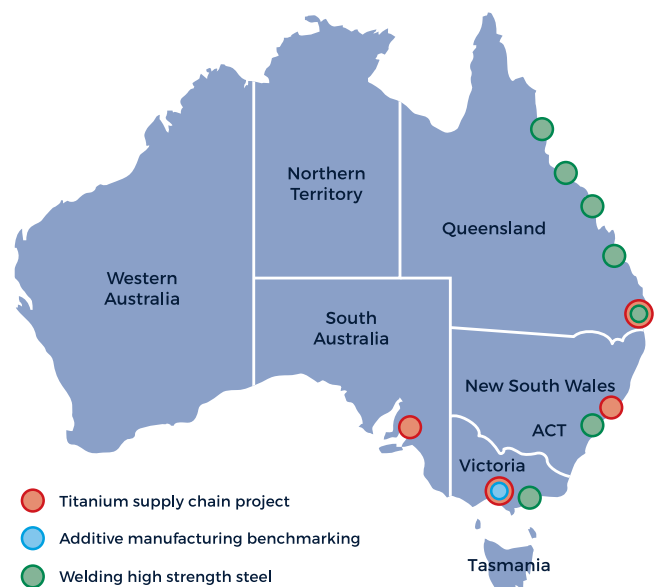 Northern
Territory
Queensland
Western
Australia
South
Australia
New South Wales
ACT
Victoria
Titanium supply chain project
Additive manufacturing benchmarking
Tasmania
Welding high strength steel